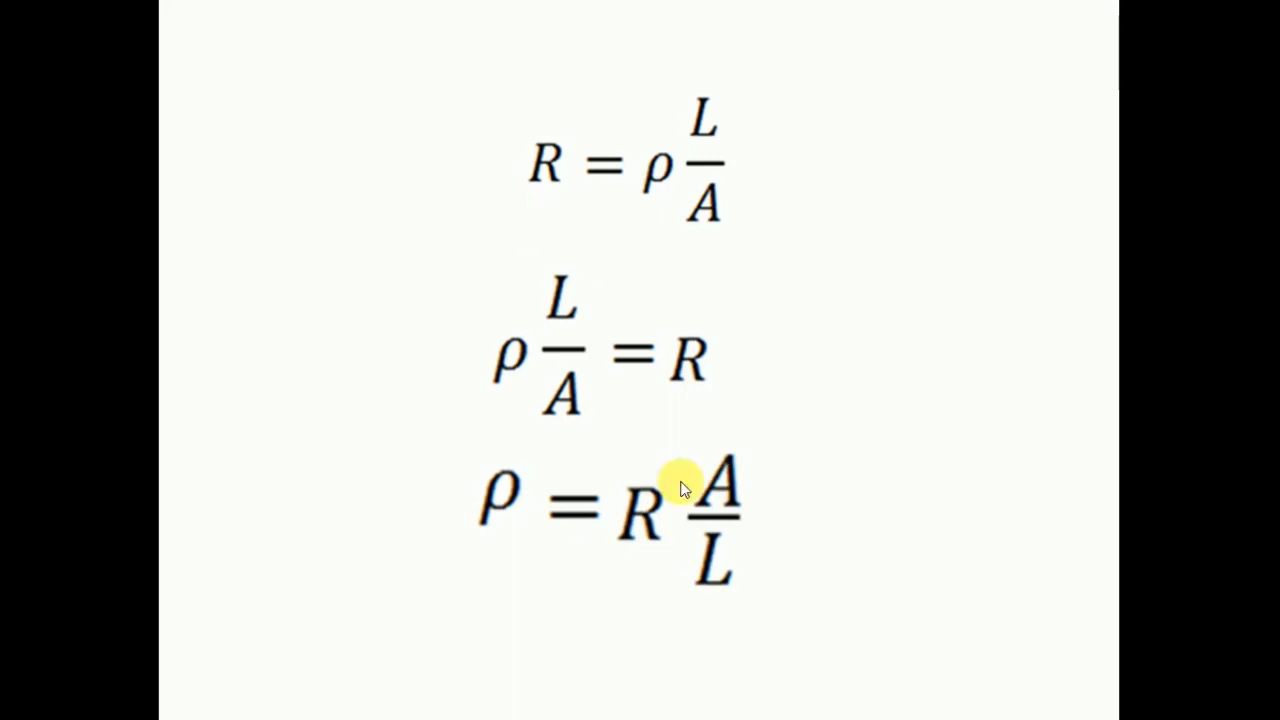 R = ρ L/A
ρ L/A = R
ρ = R A/L